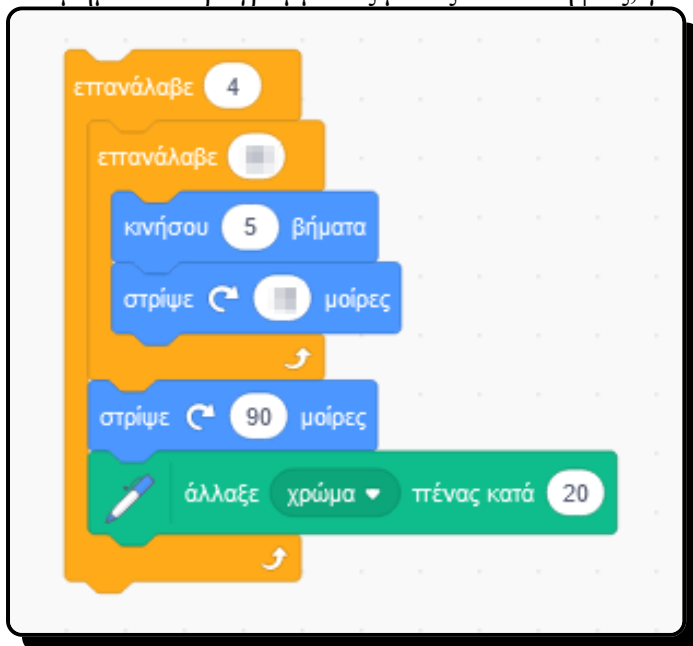 επανάλαβε 4
επανάλαβε
κινήσου 5 βήματα
στρίψε μοίρες
στρίψε 90 μοίρες
άλλαξε χρώμα πένας κατά 20